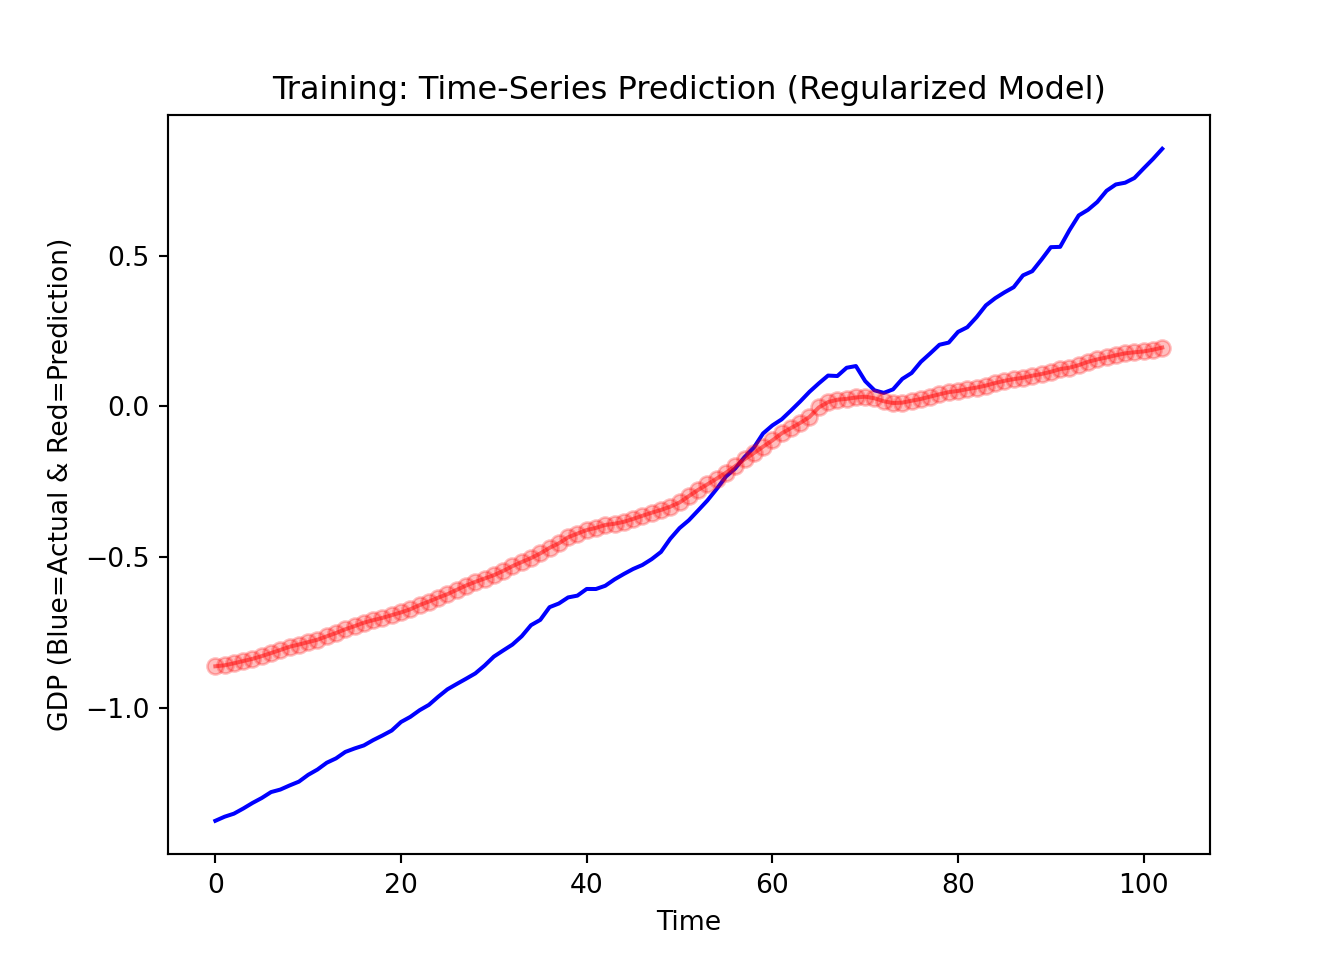 Training: Time-Series Prediction (Regularized Model)
GDP (Blue=Actual & Red=Prediction)
0.5
0.0
−0.5
−1.0
0 20 40 60 80 100
Time